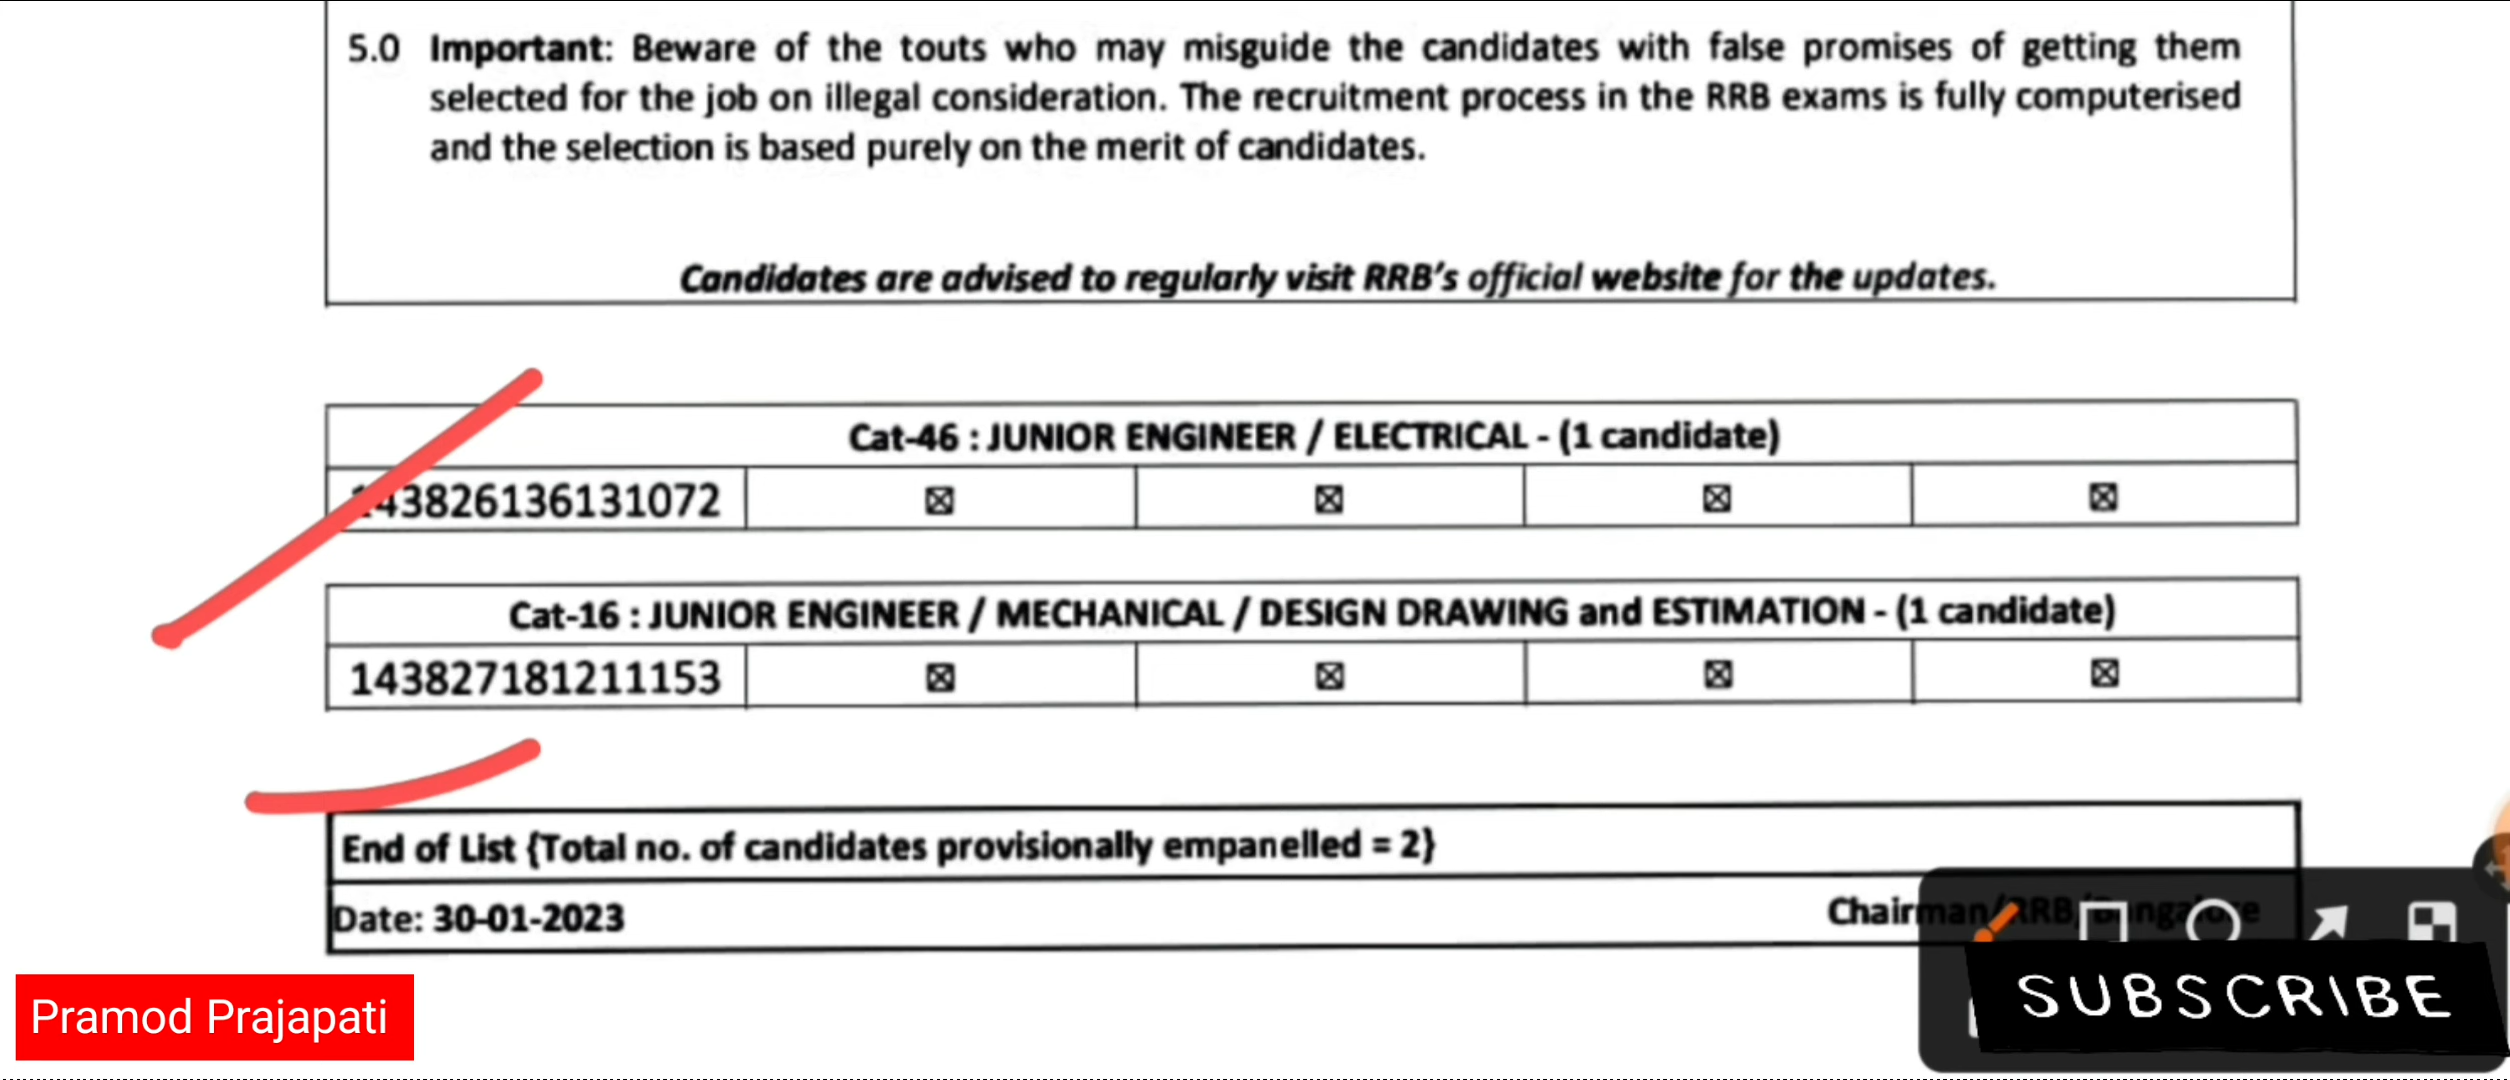 5.0 Important: Beware of the touts who may misguide the candidates with false promises of getting them
selected for the job on illegal consideration. The recruitment process in the RRB exams is fully computerised
and the selection is based purely on the merit of candidates.
Candidates are advised to regularly visit RRB's official website for the updates.
Cat-46 : JUNIOR ENGINEER / ELECTRICAL - (1 candidate)
143826136131072 ☒ ☒ ☒ ☒
Cat-16 : JUNIOR ENGINEER / MECHANICAL / DESIGN DRAWING and ESTIMATION - (1 candidate)
143827181211153 ☒ ☒ ☒ ☒
End of List {Total no. of candidates provisionally empanelled = 2}
Date: 30-01-2023 Chairman/RRB/Bangalore
Pramod Prajapati
SUBSCRIBE